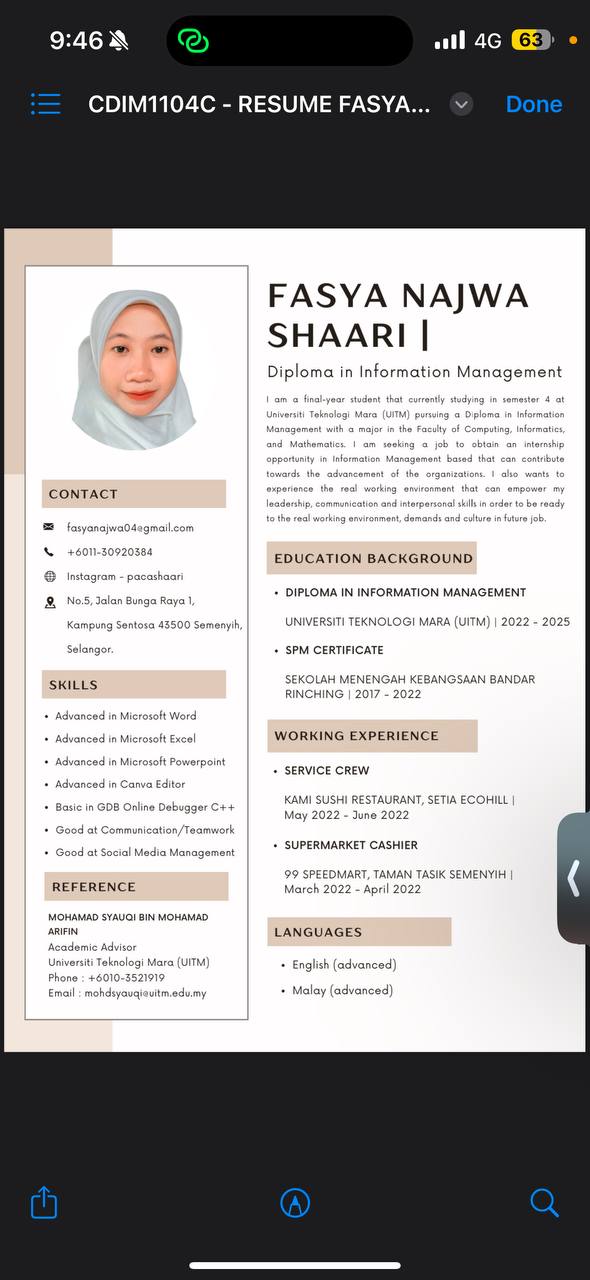 9:46
4G
63
CDIM1104C - RESUME FASYA...
Done
FASYA NAJWA
SHAARI |
Diploma in Information Management
I am a final-year student that currently studying in semester 4 at
Universiti Teknologi Mara (UITM) pursuing a Diploma in Information
Management with a major in the Faculty of Computing, Informatics,
and Mathematics. I am seeking a job to obtain an internship
opportunity in Information Management based that can contribute
towards the advancement of the organizations. I also wants to
experience the real working environment that can empower my
leadership, communication and interpersonal skills in order to be ready
to the real working environment, demands and culture in future job.
CONTACT
fasyanajwa04@gmail.com
+6011-30920384
Instagram - pacashaari
No.5, Jalan Bunga Raya 1,
Kampung Sentosa 43500 Semenyih,
Selangor.
SKILLS
• Advanced in Microsoft Word
• Advanced in Microsoft Excel
• Advanced in Microsoft Powerpoint
• Advanced in Canva Editor
• Basic in GDB Online Debugger C++
• Good at Communication/Teamwork
• Good at Social Media Management
REFERENCE
MOHAMAD SYAUQI BIN MOHAMAD
ARIFIN
Academic Advisor
Universiti Teknologi Mara (UITM)
Phone : +6010-3521919
Email : mohdsyauqi@uitm.edu.my
EDUCATION BACKGROUND
• DIPLOMA IN INFORMATION MANAGEMENT
UNIVERSITI TEKNOLOGI MARA (UITM) | 2022 - 2025
• SPM CERTIFICATE
SEKOLAH MENENGAH KEBANGSAAN BANDAR
RINCHING | 2017 - 2022
WORKING EXPERIENCE
• SERVICE CREW
KAMI SUSHI RESTAURANT, SETIA ECOHILL |
May 2022 - June 2022
• SUPERMARKET CASHIER
99 SPEEDMART, TAMAN TASIK SEMENYIH |
March 2022 - April 2022
LANGUAGES
• English (advanced)
• Malay (advanced)